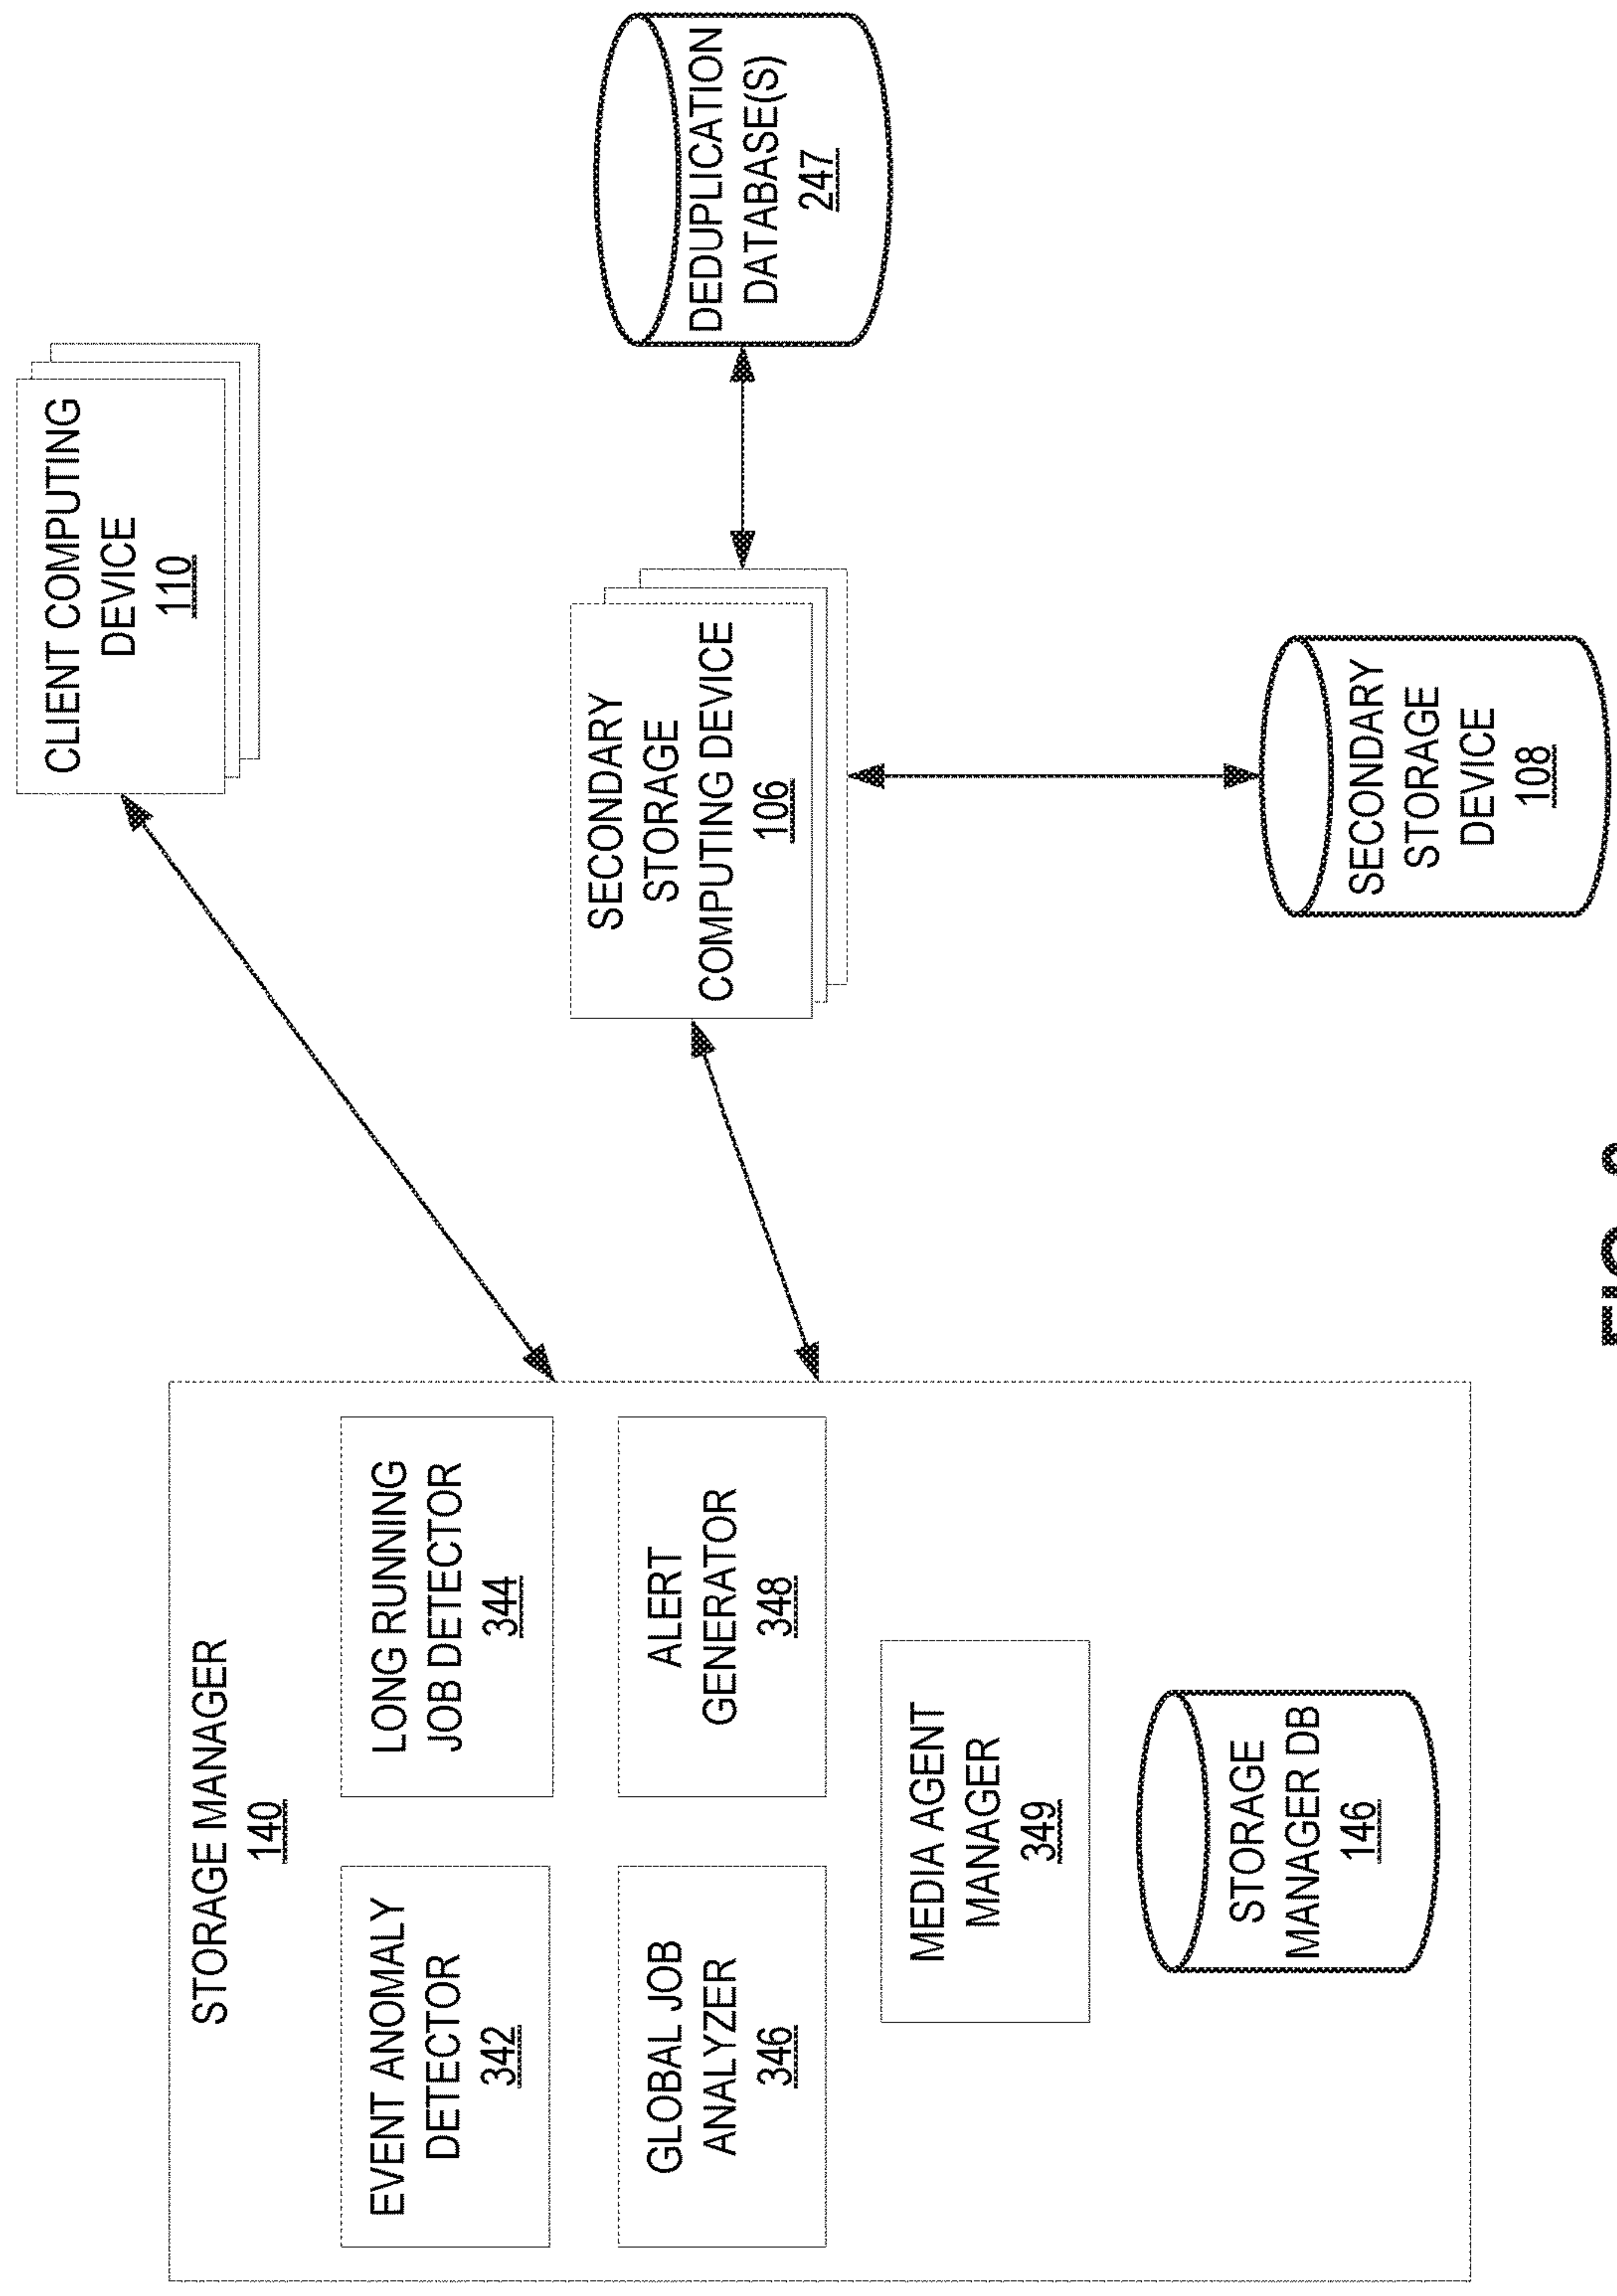 STORAGE MANAGER
140
EVENT ANOMALY
DETECTOR
342
LONG RUNNING
JOB DETECTOR
344
GLOBAL JOB
ANALYZER
346
ALERT
GENERATOR
348
MEDIA AGENT
MANAGER
349
STORAGE
MANAGER DB
146
CLIENT COMPUTING
DEVICE
110
SECONDARY
STORAGE
COMPUTING DEVICE
106
DEDUPLICATION
DATABASE(S)
247
SECONDARY
STORAGE
DEVICE
108
FIG.